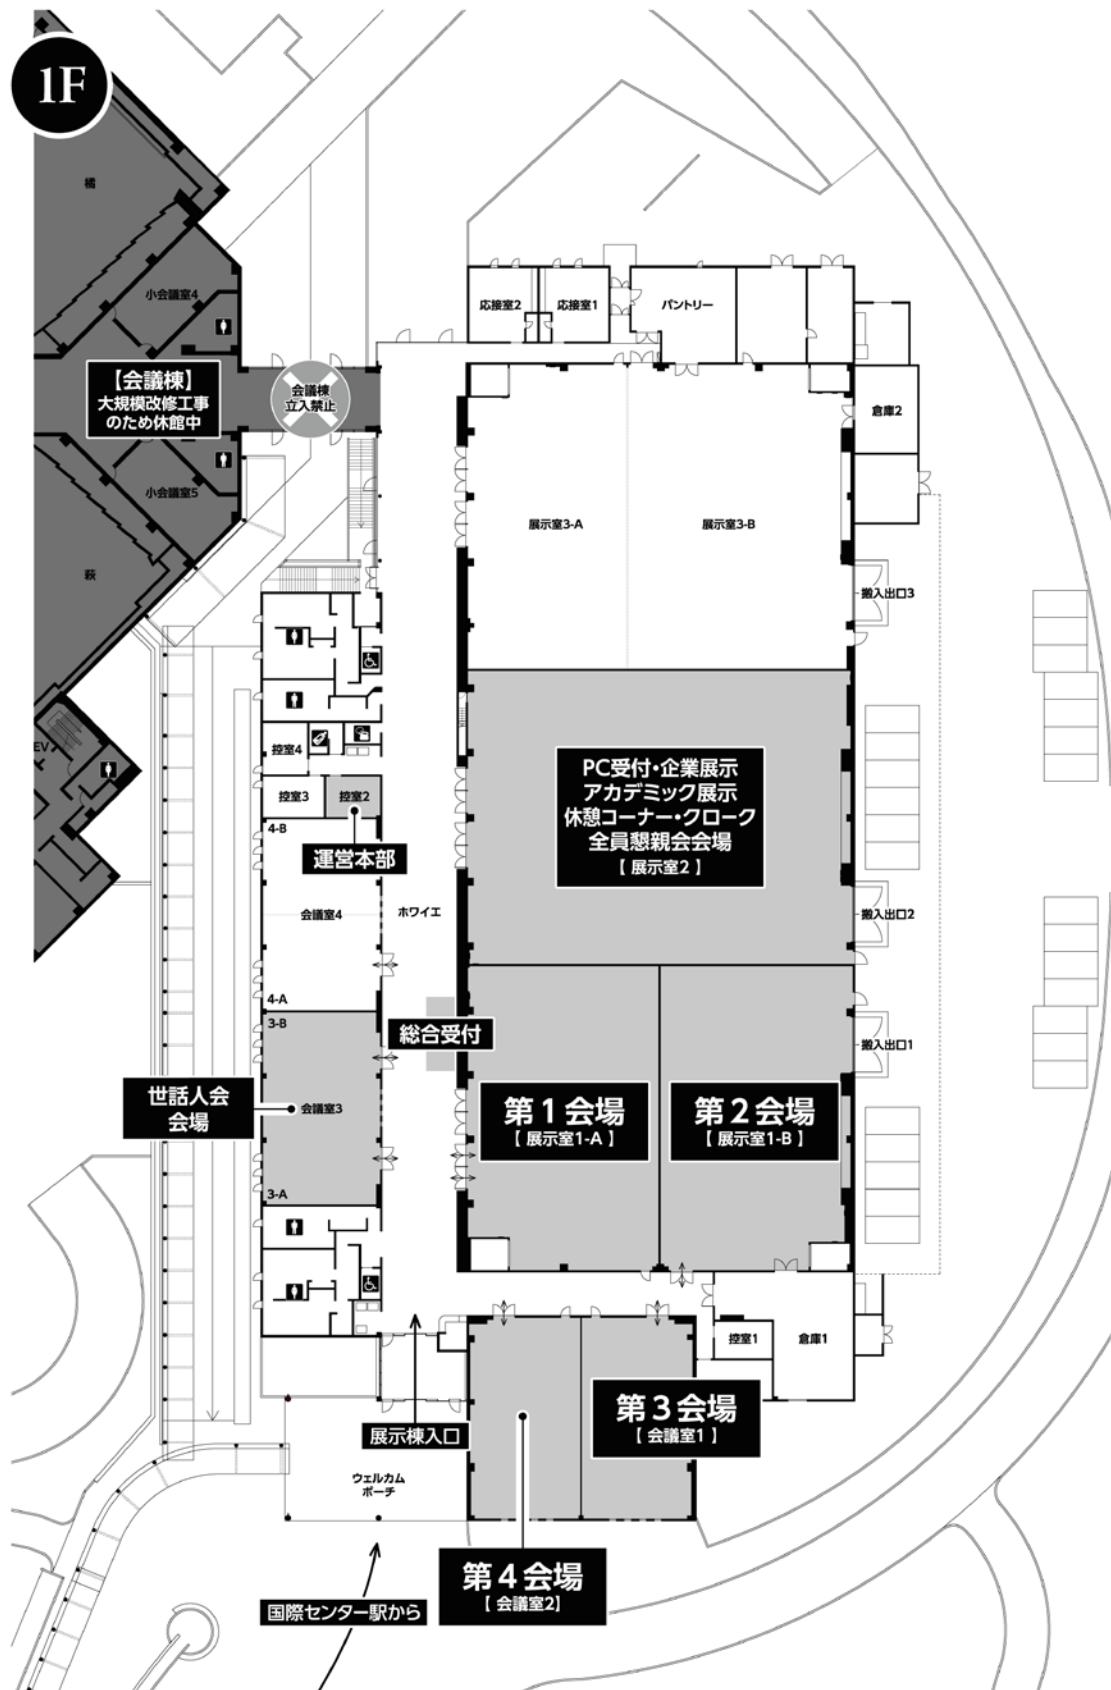 1F
橘
小会議室4
【会議棟】
大規模改修工事
のため休館中
会議棟
立入禁止
小会議室5
萩
EV
応接室2
応接室1
パントリー
倉庫2
展示室3-A
展示室3-B
搬入出口3
控室4
控室3
控室2
運営本部
4-B
会議室4
4-A
ホワイエ
PC受付・企業展示
アカデミック展示
休憩コーナー・クローク
全員懇親会会場
【 展示室2 】
搬入出口2
3-B
総合受付
搬入出口1
世話人会
会場
会議室3
3-A
第1会場
【 展示室1-A 】
第2会場
【 展示室1-B 】
控室1
倉庫1
第3会場
【 会議室1 】
展示棟入口
ウェルカム
ポーチ
第4会場
【 会議室2】
国際センター駅から